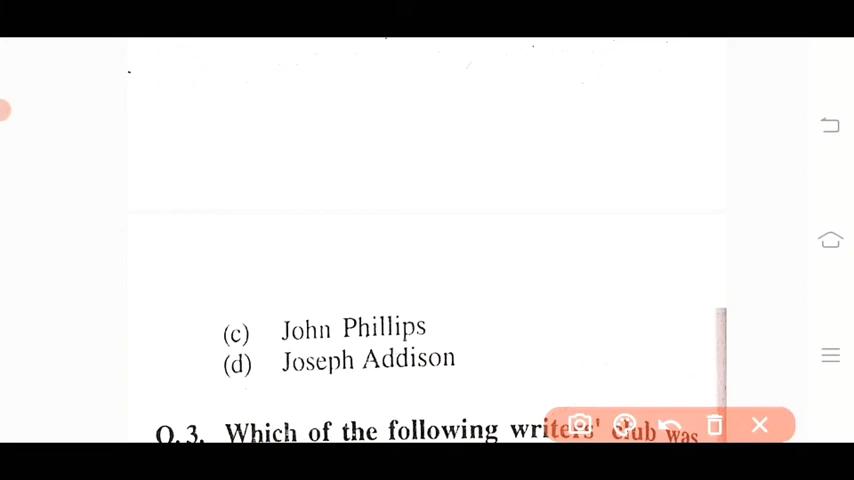 (c) John Phillips
(d) Joseph Addison
Q.3. Which of the following writers' club was